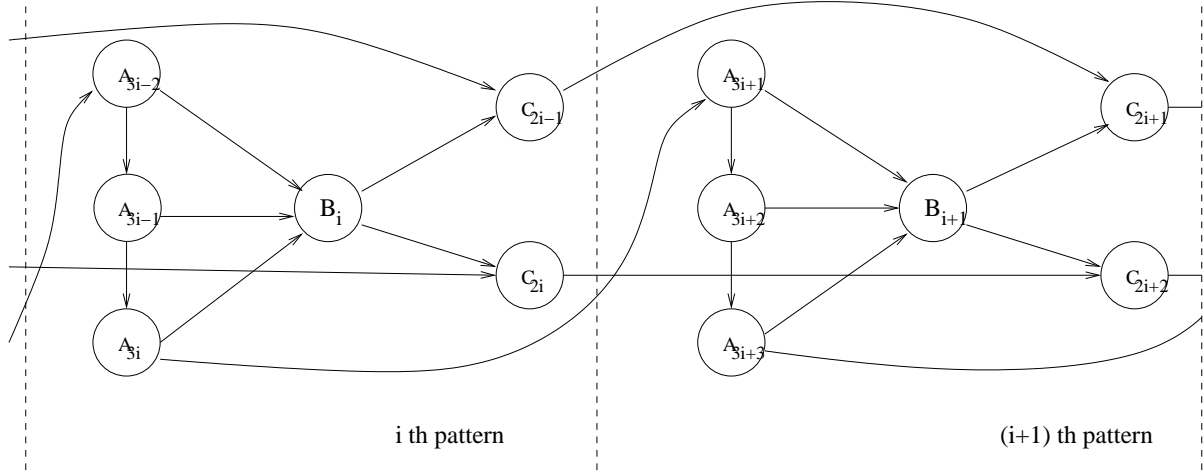 A3i−2
C2i−1
A3i−1
Bi
C2i
A3i
i th pattern
A3i+1
C2i+1
A3i+2
Bi+1
C2i+2
A3i+3
(i+1) th pattern